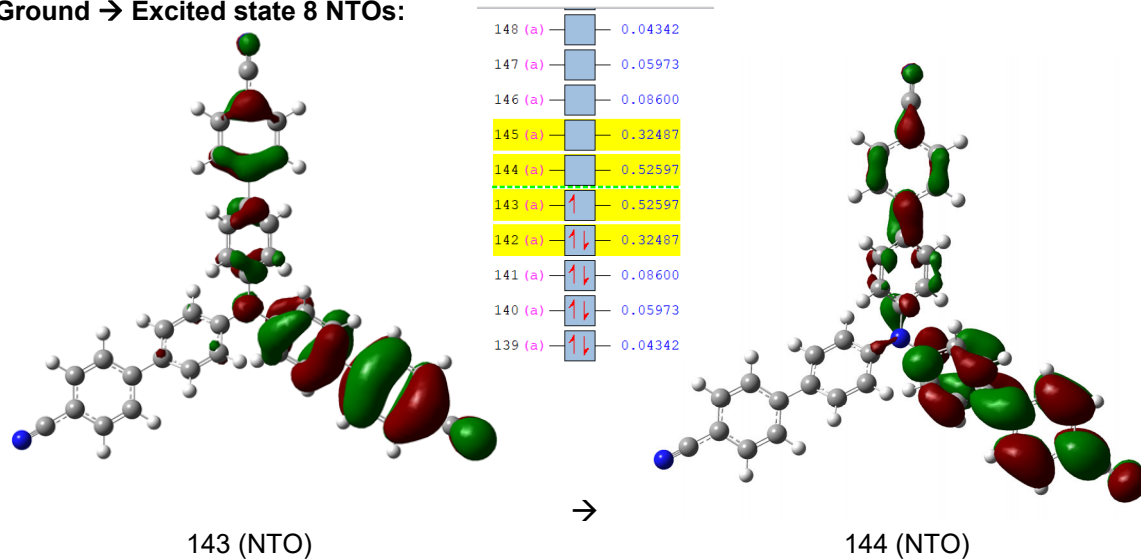 Ground → Excited state 8 NTOs:
148 (a) 0.04342
147 (a) 0.05973
146 (a) 0.08600
145 (a) 0.32487
144 (a) 0.52597
143 (a) 0.52597
142 (a) 0.32487
141 (a) 0.08600
140 (a) 0.05973
139 (a) 0.04342
→
143 (NTO) 144 (NTO)